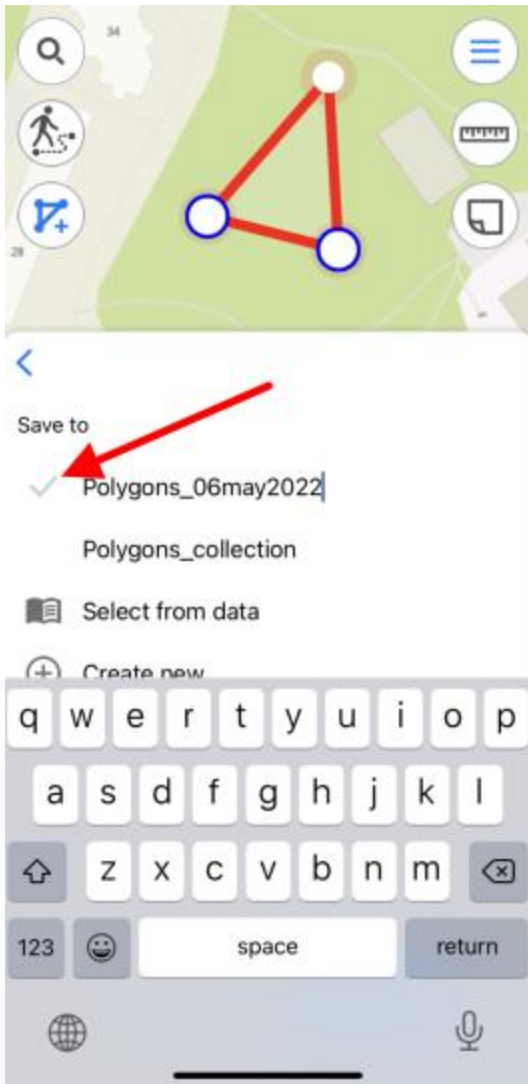 34
28
Save to
Polygons_06may2022
Polygons_collection
Select from data
Create new
q w e r t y u i o p
a s d f g h j k l
z x c v b n m
123 space return